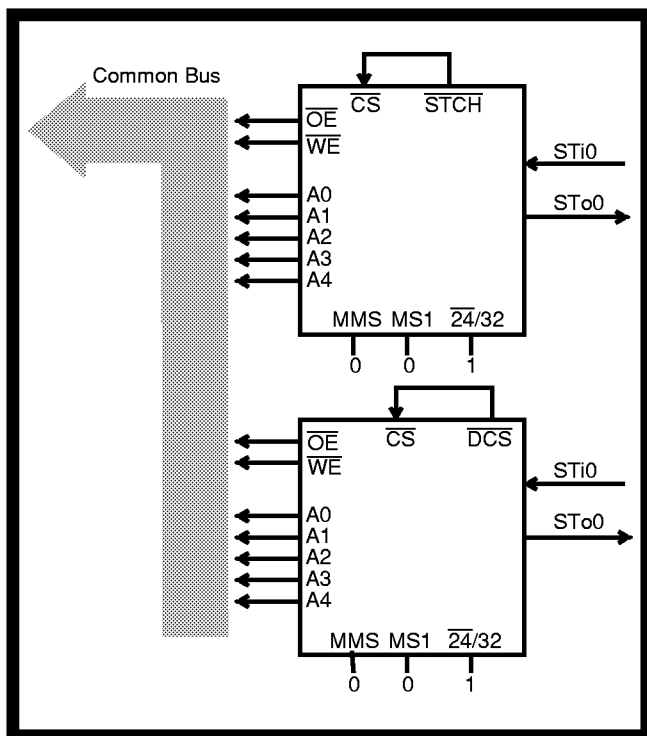 Common Bus
CS STCH
OE
WE
STi0
A0
STo0
A1
A2
A3
A4
MMS MS1 24/32
0 0 1
CS DCS
OE
WE
STi0
A0
STo0
A1
A2
A3
A4
MMS MS1 24/32
0 0 1